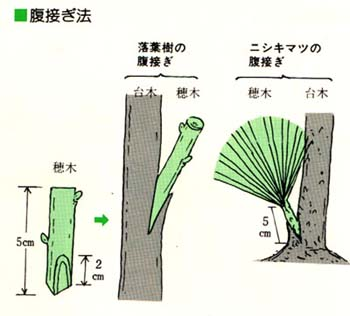 ■腹接ぎ法
落葉樹の
腹接ぎ
台木 穂木
ニシキマツの
腹接ぎ
穂木 台木
穂木
5cm
2
cm
5
cm